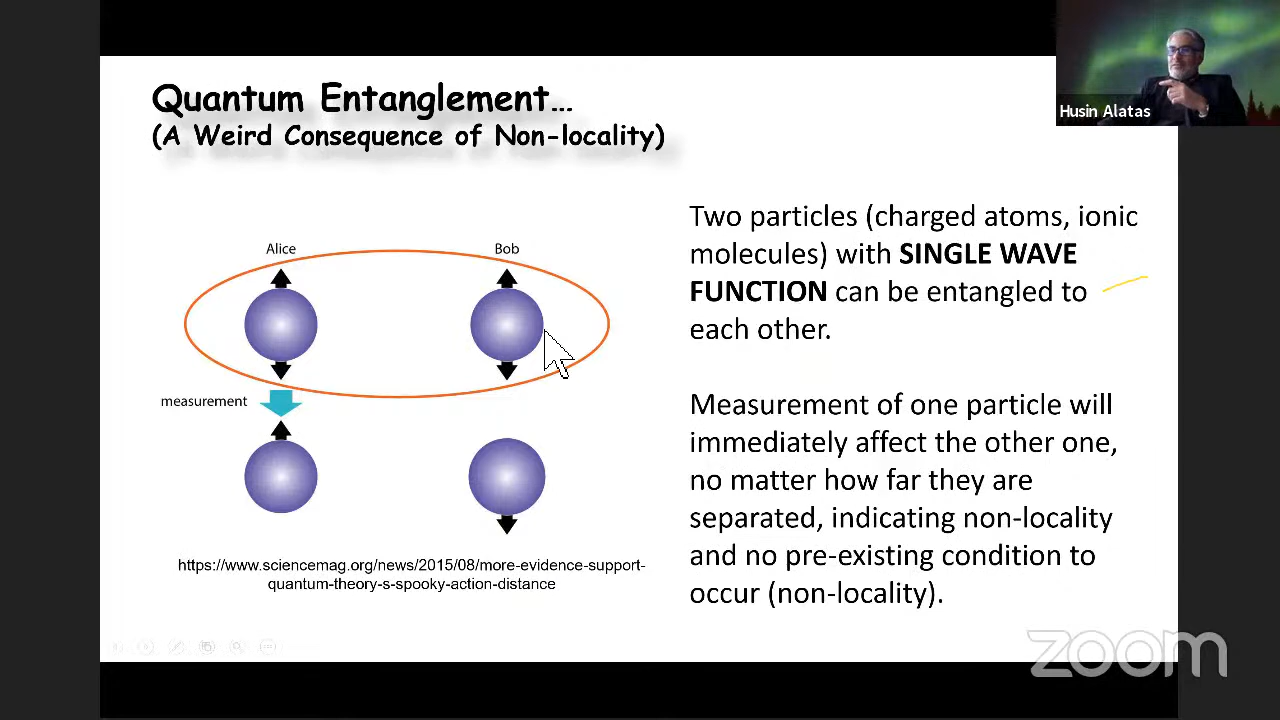 Quantum Entanglement…
(A Weird Consequence of Non-locality)
Husin Alatas
Alice
Bob
measurement
https://www.sciencemag.org/news/2015/08/more-evidence-support-
quantum-theory-s-spooky-action-distance
Two particles (charged atoms, ionic
molecules) with SINGLE WAVE
FUNCTION can be entangled to
each other.
Measurement of one particle will
immediately affect the other one,
no matter how far they are
separated, indicating non-locality
and no pre-existing condition to
occur (non-locality).
zoom